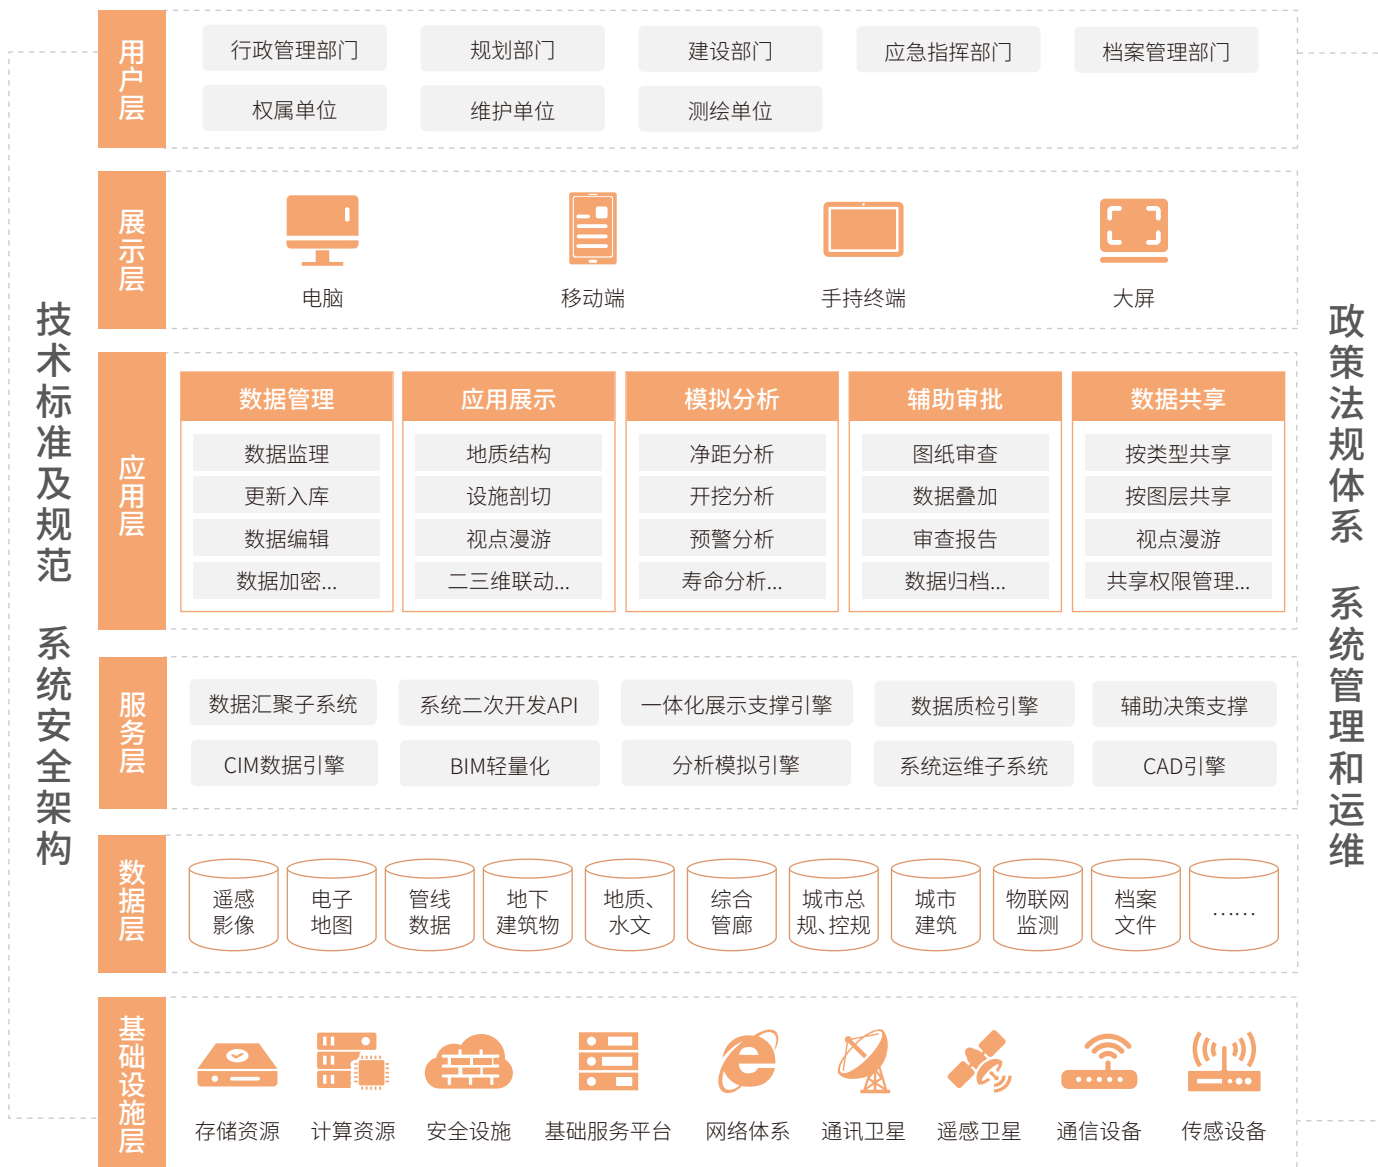 用户层
行政管理部门
规划部门
建设部门
应急指挥部门
档案管理部门
权属单位
维护单位
测绘单位
展示层
电脑
移动端
手持终端
大屏
技术标准及规范 系统安全架构
政策法规体系 系统管理和运维
应用层
数据管理
数据监理
更新入库
数据编辑
数据加密...
应用展示
地质结构
设施剖切
视点漫游
二三维联动...
模拟分析
净距分析
开挖分析
预警分析
寿命分析...
辅助审批
图纸审查
数据叠加
审查报告
数据归档...
数据共享
按类型共享
按图层共享
视点漫游
共享权限管理...
服务层
数据汇聚子系统
系统二次开发API
一体化展示支撑引擎
数据质检引擎
辅助决策支撑
CIM数据引擎
BIM轻量化
分析模拟引擎
系统运维子系统
CAD引擎
数据层
遥感
影像
电子
地图
管线
数据
地下
建筑物
地质、
水文
综合
管廊
城市总
规、控规
城市
建筑
物联网
监测
档案
文件
……
基础设施层
存储资源
计算资源
安全设施
基础服务平台
网络体系
通讯卫星
遥感卫星
通信设备
传感设备